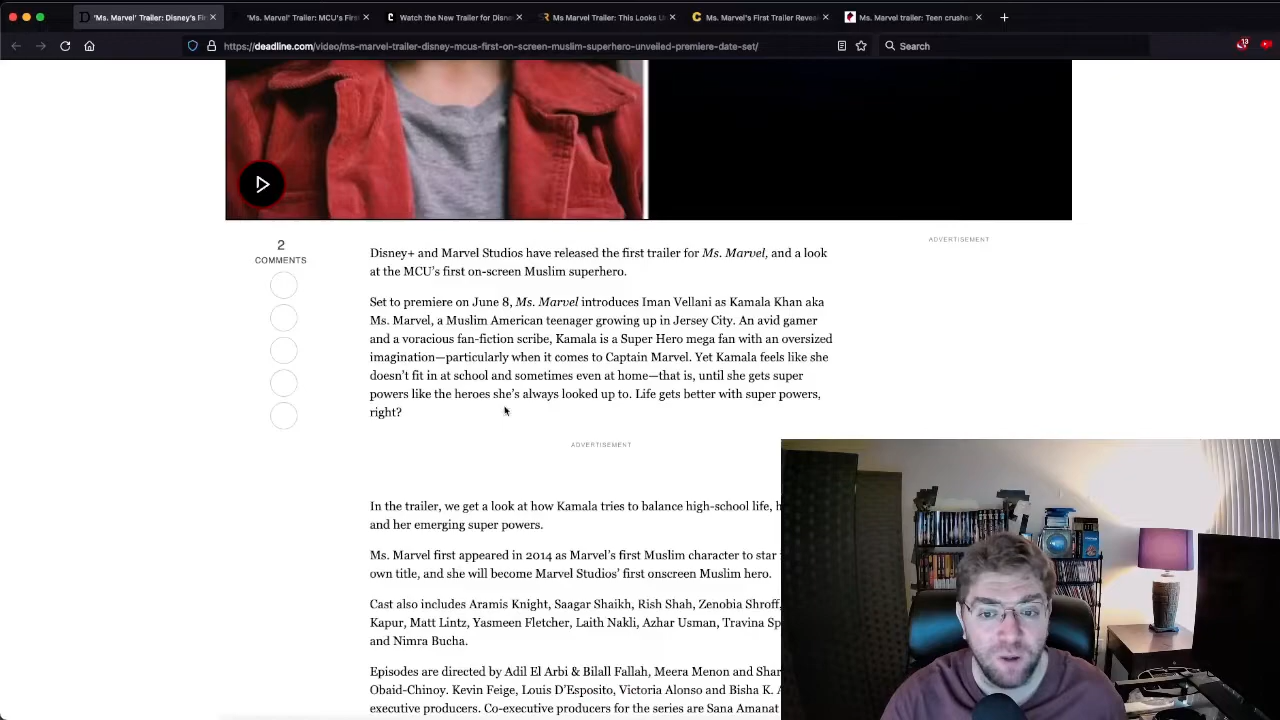 'Ms. Marvel' Trailer: Disney's Fi
'Ms. Marvel' Trailer: MCU's First
Watch the New Trailer for Disne
Ms Marvel Trailer: This Looks U
Ms. Marvel's First Trailer Revea
Ms. Marvel trailer: Teen crushe
https://deadline.com/video/ms-marvel-trailer-disney-mcus-first-on-screen-muslim-superhero-unveiled-premiere-date-set/
Search
13
2
COMMENTS
ADVERTISEMENT
Disney+ and Marvel Studios have released the first trailer for Ms. Marvel, and a look
at the MCU's first on-screen Muslim superhero.
Set to premiere on June 8, Ms. Marvel introduces Iman Vellani as Kamala Khan aka
Ms. Marvel, a Muslim American teenager growing up in Jersey City. An avid gamer
and a voracious fan-fiction scribe, Kamala is a Super Hero mega fan with an oversized
imagination—particularly when it comes to Captain Marvel. Yet Kamala feels like she
doesn't fit in at school and sometimes even at home—that is, until she gets super
powers like the heroes she's always looked up to. Life gets better with super powers,
right?
ADVERTISEMENT
In the trailer, we get a look at how Kamala tries to balance high-school life,
and her emerging super powers.
Ms. Marvel first appeared in 2014 as Marvel's first Muslim character to star
own title, and she will become Marvel Studios' first onscreen Muslim hero.
Cast also includes Aramis Knight, Saagar Shaikh, Rish Shah, Zenobia Shroff,
Kapur, Matt Lintz, Yasmeen Fletcher, Laith Nakli, Azhar Usman, Travina Sp
and Nimra Bucha.
Episodes are directed by Adil El Arbi & Bilall Fallah, Meera Menon and Shar
Obaid-Chinoy. Kevin Feige, Louis D'Esposito, Victoria Alonso and Bisha K. A
executive producers. Co-executive producers for the series are Sana Amanat